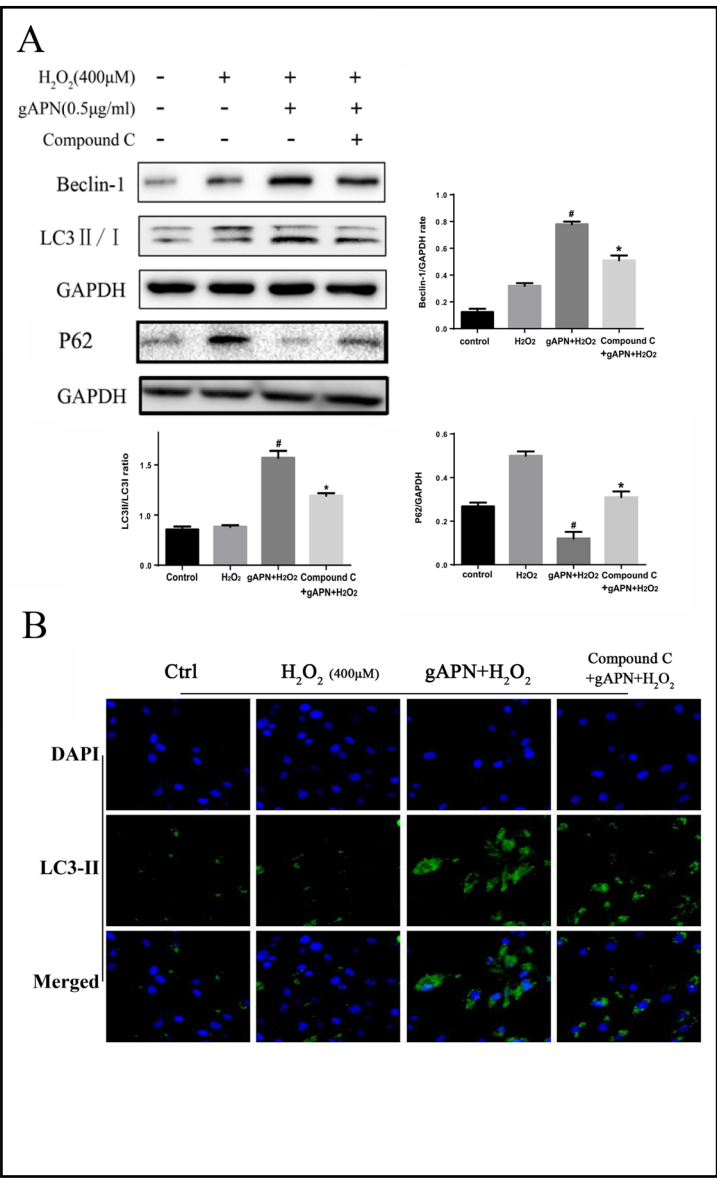 A
H₂O₂(400μM) - + + +
gAPN(0.5μg/ml) - - + +
Compound C - - - +
Beclin-1
LC3Ⅱ/Ⅰ
GAPDH
P62
GAPDH
Beclin-1/GAPDH rate
1.0
0.8
0.6
0.4
0.2
0.0
#
*
control H₂O₂ gAPN+H₂O₂ Compound C
+gAPN+H₂O₂
LC3II/LC3I ratio
1.5
1.0
0.0
#
*
Control H₂O₂ gAPN+H₂O₂ Compound C
+gAPN+H₂O₂
P62/GAPDH
0.6
0.4
0.2
0.0
#
*
control H₂O₂ gAPN+H₂O₂ Compound C
+gAPN+H₂O₂
B
Ctrl H₂O₂ (400μM) gAPN+H₂O₂ Compound C
+gAPN+H₂O₂
DAPI
LC3-II
Merged